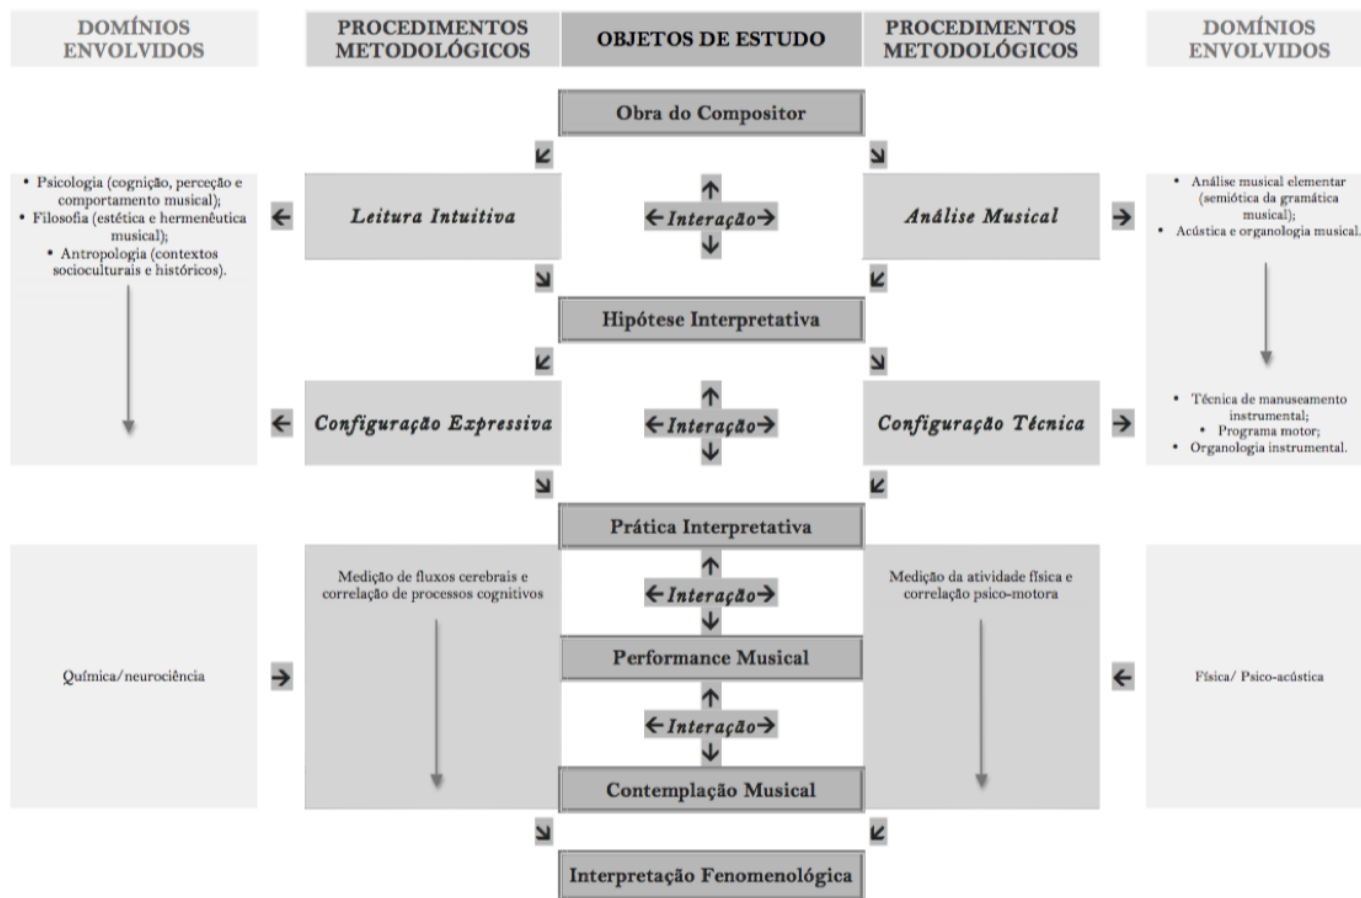 DOMÍNIOS
ENVOLVIDOS
PROCEDIMENTOS
METODOLÓGICOS
OBJETOS DE ESTUDO
PROCEDIMENTOS
METODOLÓGICOS
DOMÍNIOS
ENVOLVIDOS
Obra do Compositor
• Psicologia (cognição, perceção e
comportamento musical);
• Filosofia (estética e hermenêutica
musical);
• Antropologia (contextos
socioculturais e históricos).
Leitura Intuitiva
Interação
Análise Musical
• Análise musical elementar
(semiótica da gramática
musical);
• Acústica e organologia musical.
Hipótese Interpretativa
Configuração Expressiva
Interação
Configuração Técnica
• Técnica de manuseamento
instrumental;
• Programa motor;
• Organologia instrumental.
Prática Interpretativa
Medição de fluxos cerebrais e
correlação de processos cognitivos
Interação
Medição da atividade física e
correlação psico-motora
Performance Musical
Química/neurociência
Física/ Psico-acústica
Interação
Contemplação Musical
Interpretação Fenomenológica